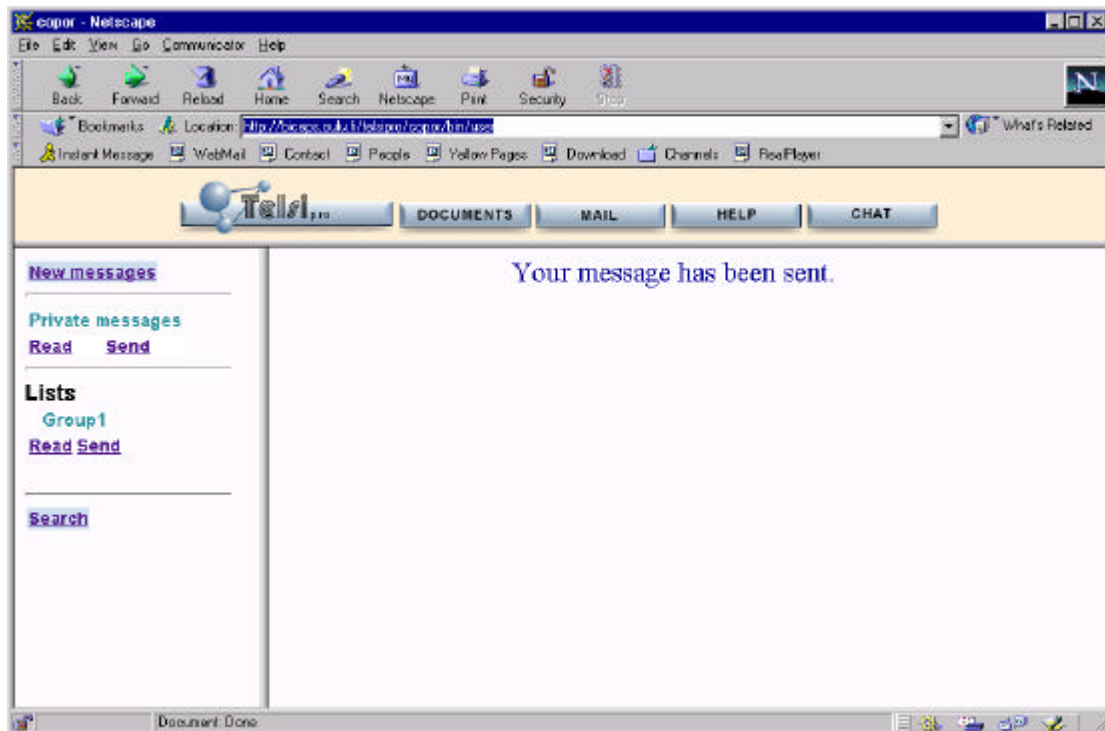 copor - Netscape
File Edit View Go Communicator Help
Back Forward Reload Home Search Netscape Print Security Stop
Bookmarks Location: What's Related
Instant Message WebMail Contact People Yellow Pages Download Channels RealPlayer
Telsi pro DOCUMENTS MAIL HELP CHAT
New messages
Your message has been sent.
Private messages
Read Send
Lists
Group1
Read Send
Search
Document: Done